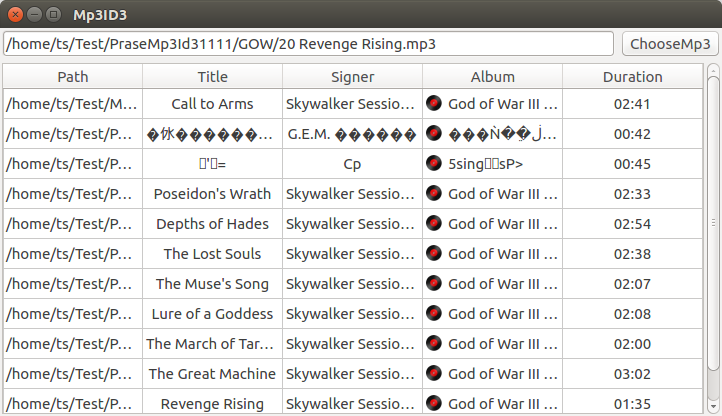 Mp3ID3
/home/ts/Test/PraseMp3Id31111/GOW/20 Revenge Rising.mp3 ChooseMp3
Path Title Signer Album Duration
/home/ts/Test/M... Call to Arms Skywalker Sessio... God of War III ... 02:41
/home/ts/Test/P... G.E.M. 00:42
/home/ts/Test/P... Cp 00:45
/home/ts/Test/P... Poseidon's Wrath Skywalker Sessio... God of War III ... 02:33
/home/ts/Test/P... Depths of Hades Skywalker Sessio... God of War III ... 02:54
/home/ts/Test/P... The Lost Souls Skywalker Sessio... God of War III ... 02:38
/home/ts/Test/P... The Muse's Song Skywalker Sessio... God of War III ... 02:07
/home/ts/Test/P... Lure of a Goddess Skywalker Sessio... God of War III ... 02:08
/home/ts/Test/P... The March of Tar... Skywalker Sessio... God of War III ... 02:00
/home/ts/Test/P... The Great Machine Skywalker Sessio... God of War III ... 03:02
/home/ts/Test/P... Revenge Rising Skywalker Sessio... God of War III ... 01:35